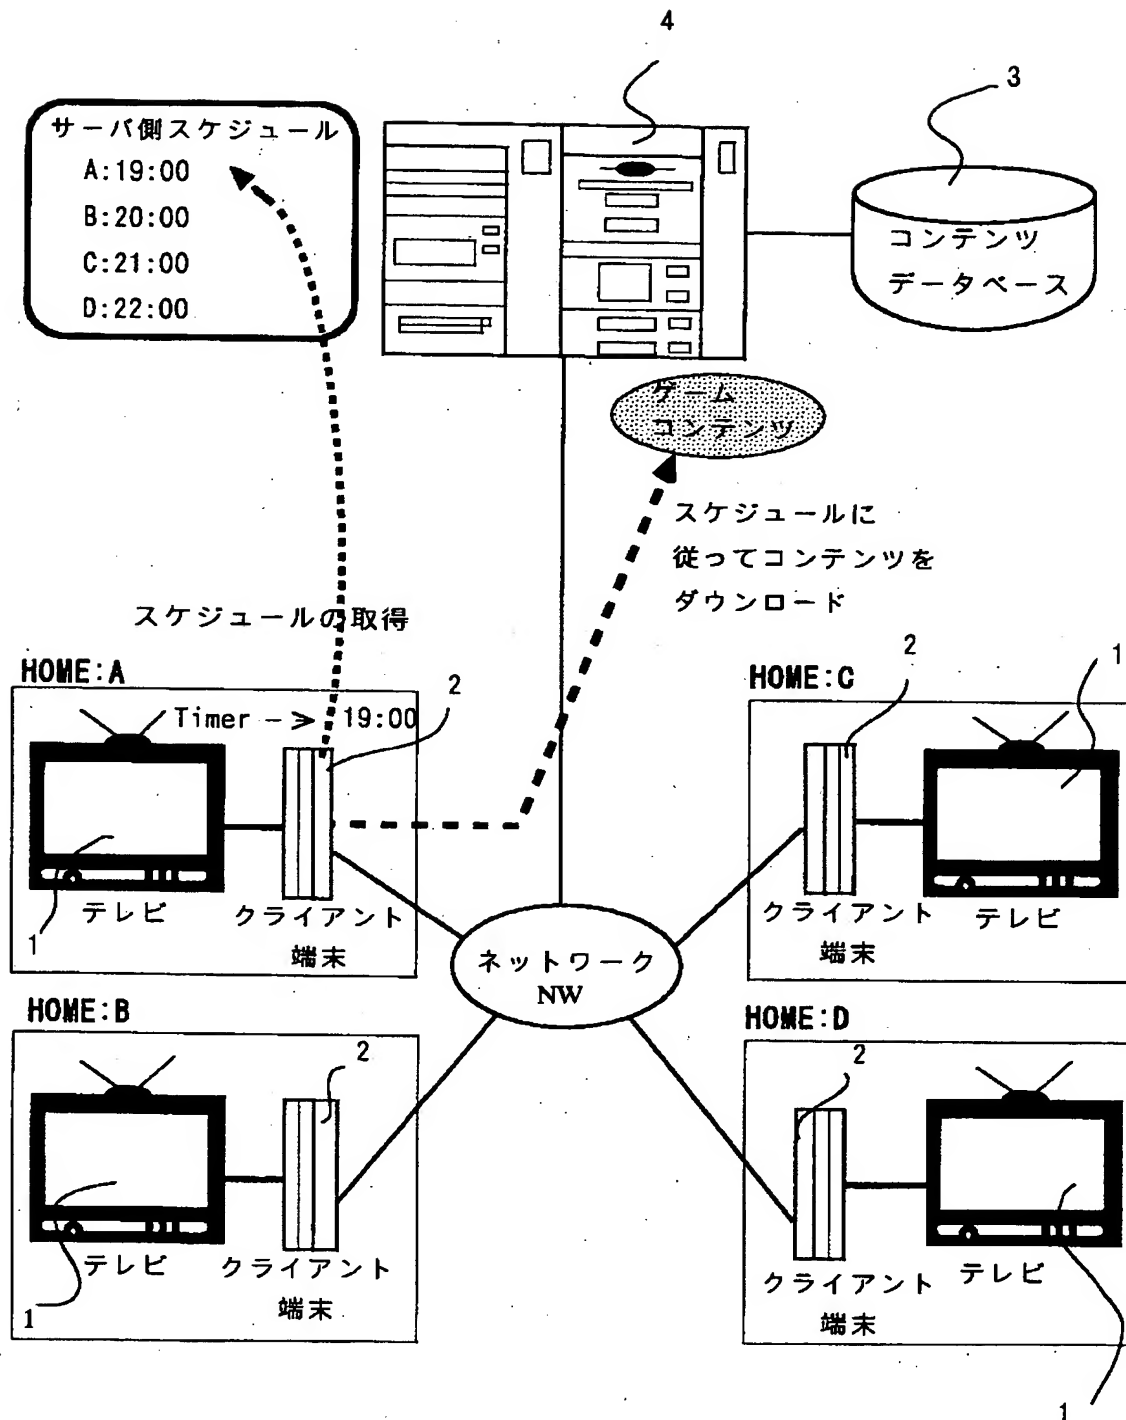 4
3
サーバ側スケジュール
A:19:00
B:20:00
C:21:00
D:22:00
コンテンツ
データベース
ゲーム
コンテンツ
スケジュールに
従ってコンテンツを
ダウンロード
スケジュールの取得
HOME:A
2
Timer -> 19:00
1
テレビ
クライアント
端末
HOME:C
2
1
クライアント
端末
テレビ
ネットワーク
NW
HOME:B
2
1
テレビ
クライアント
端末
HOME:D
2
クライアント
端末
テレビ
1